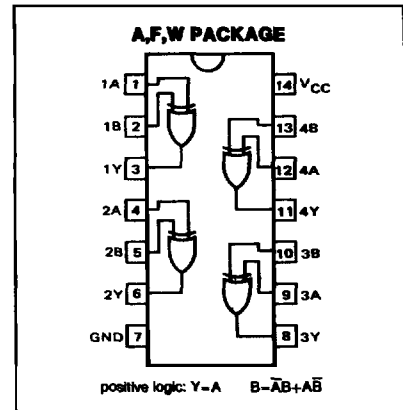 A,F,W PACKAGE
1A 1 14 VCC
1B 2 13 4B
12 4A
1Y 3
2A 4 11 4Y
2B 5 10 3B
2Y 6 9 3A
GND 7 8 3Y
positive logic: Y=A B=A̅B+AB̅